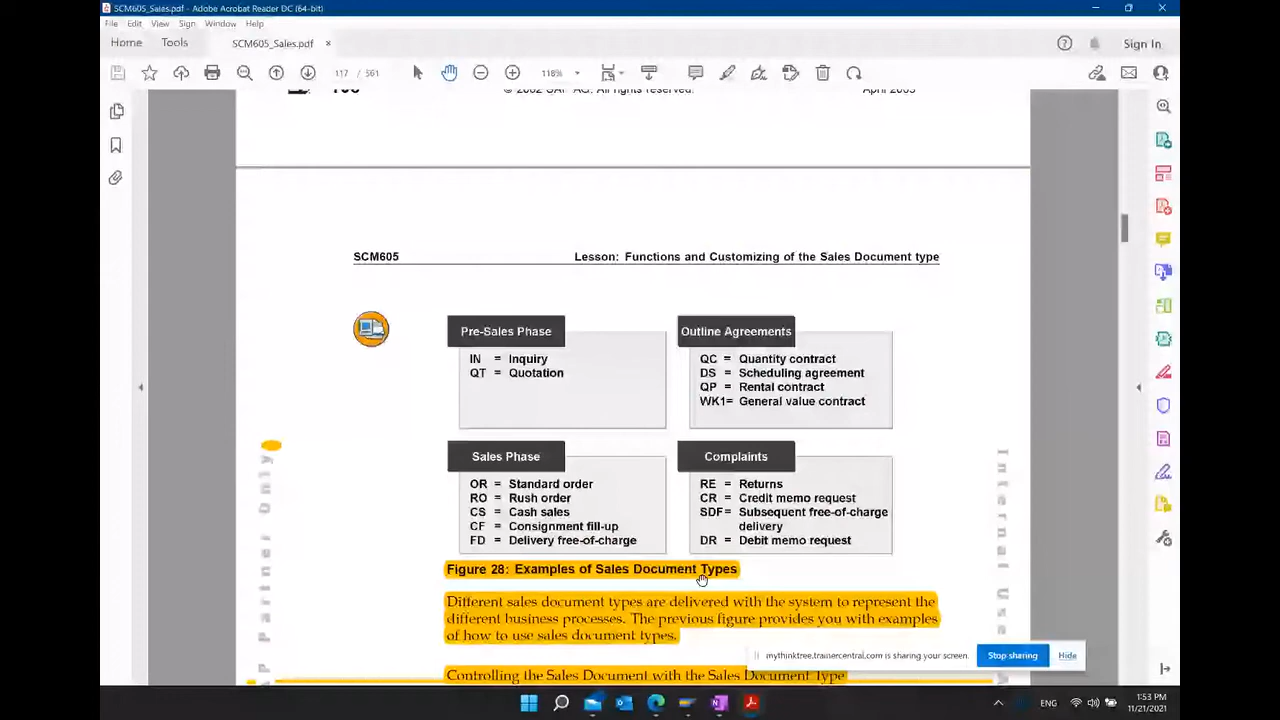 SCM605_Sales.pdf - Adobe Acrobat Reader DC (64-bit)
File Edit View Sign Window Help
Home Tools SCM605_Sales.pdf × Sign In
117 / 361 118%
© 2002 SAP AG. All rights reserved. April 2003
SCM605 Lesson: Functions and Customizing of the Sales Document type
Pre-Sales Phase
IN = Inquiry
QT = Quotation
Outline Agreements
QC = Quantity contract
DS = Scheduling agreement
QP = Rental contract
WK1= General value contract
Sales Phase
OR = Standard order
RO = Rush order
CS = Cash sales
CF = Consignment fill-up
FD = Delivery free-of-charge
Complaints
RE = Returns
CR = Credit memo request
SDF= Subsequent free-of-charge
delivery
DR = Debit memo request
Figure 28: Examples of Sales Document Types
Different sales document types are delivered with the system to represent the
different business processes. The previous figure provides you with examples
of how to use sales document types.
Controlling the Sales Document with the Sales Document Type
P Partner Only
Internal Us
mythinktree.trainercentral.com is sharing your screen. Stop sharing Hide
ENG 1:53 PM
11/21/2021